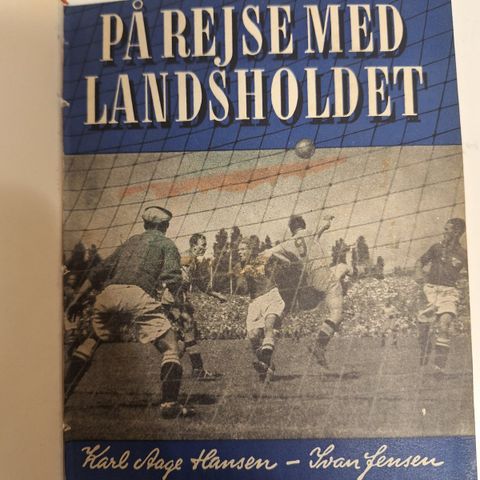 PÅ REJSE MED
LANDSHOLDET
Karl Aage Hansen – Ivan Jensen